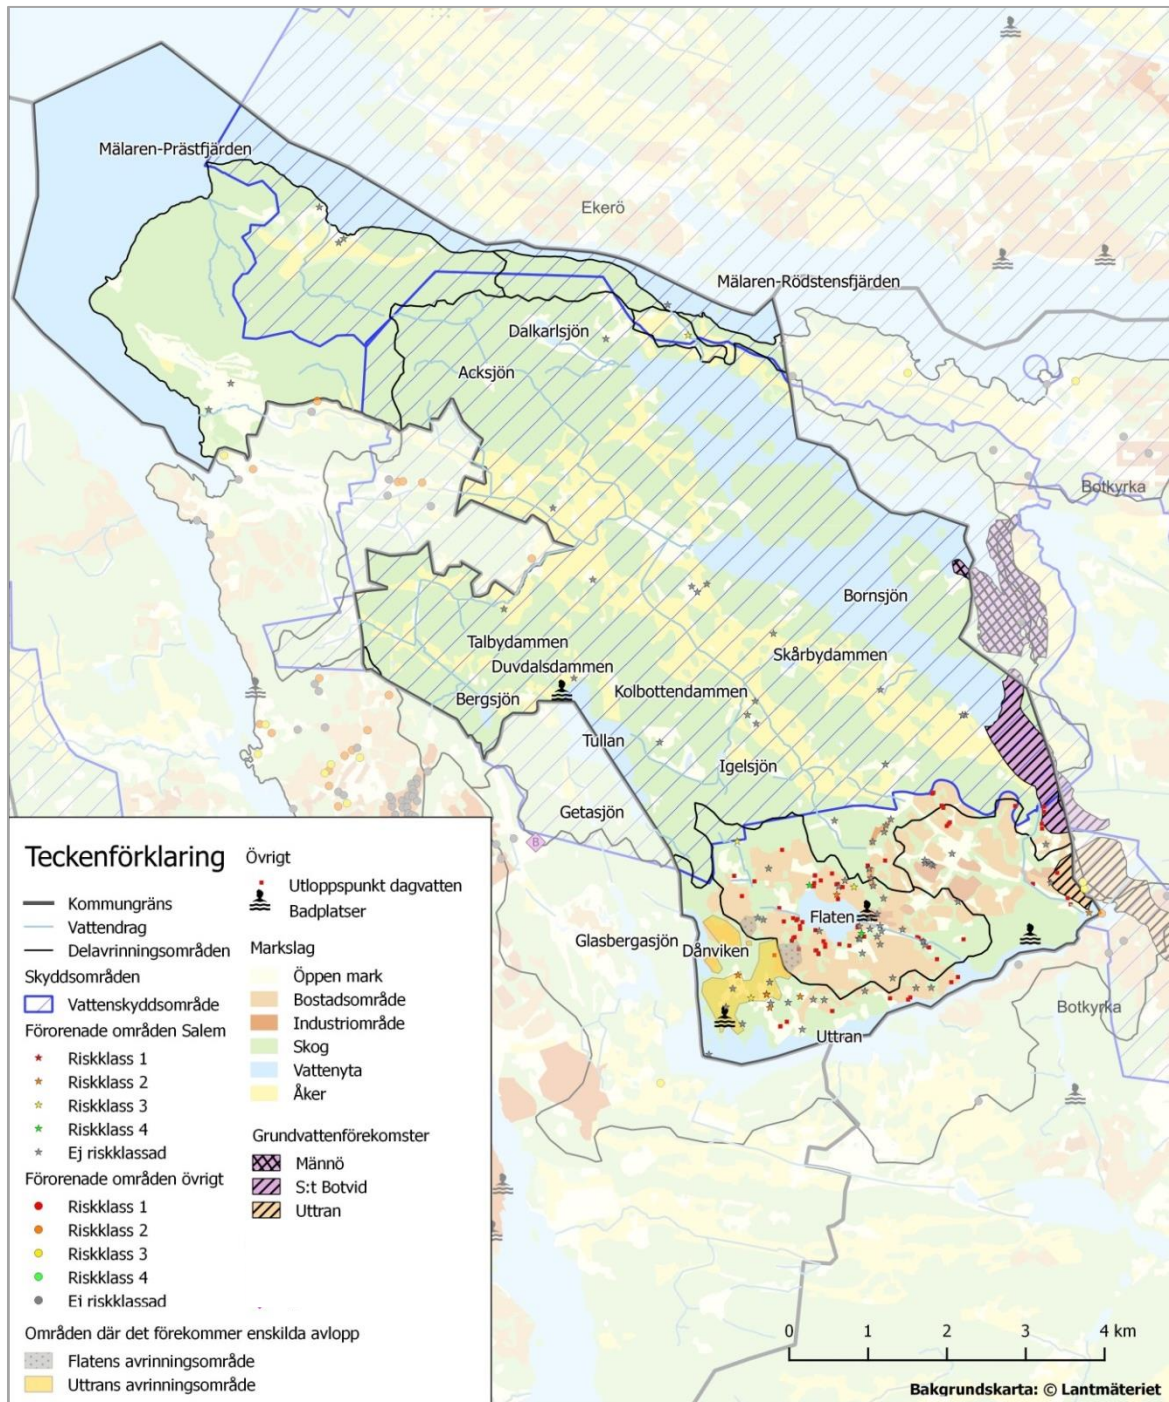 Mälaren-Prästfjärden
Ekerö
Mälaren-Rödstensfjärden
Dalkarlsjön
Acksjön
Botkyrka
Bornsjön
Talbydammen
Skårbydammen
Duvdalsdammen
Kolbottendammen
Bergsjön
Tullan
Igelsjön
Getasjön
B
Flaten
Glasbergasjön
Dånviken
Botkyrka
Uttran
Teckenförklaring
Kommungräns
Vattendrag
Delavrinningsområden
Skyddsområden
Vattenskyddsområde
Förorenade områden Salem
Riskklass 1
Riskklass 2
Riskklass 3
Riskklass 4
Ej riskklassad
Förorenade områden övrigt
Riskklass 1
Riskklass 2
Riskklass 3
Riskklass 4
Ej riskklassad
Områden där det förekommer enskilda avlopp
Flatens avrinningsområde
Uttrans avrinningsområde
Övrigt
Utloppspunkt dagvatten
Badplatser
Markslag
Öppen mark
Bostadsområde
Industriområde
Skog
Vattenyta
Åker
Grundvattenförekomster
Männö
S:t Botvid
Uttran
0 1 2 3 4 km
Bakgrundskarta: © Lantmäteriet